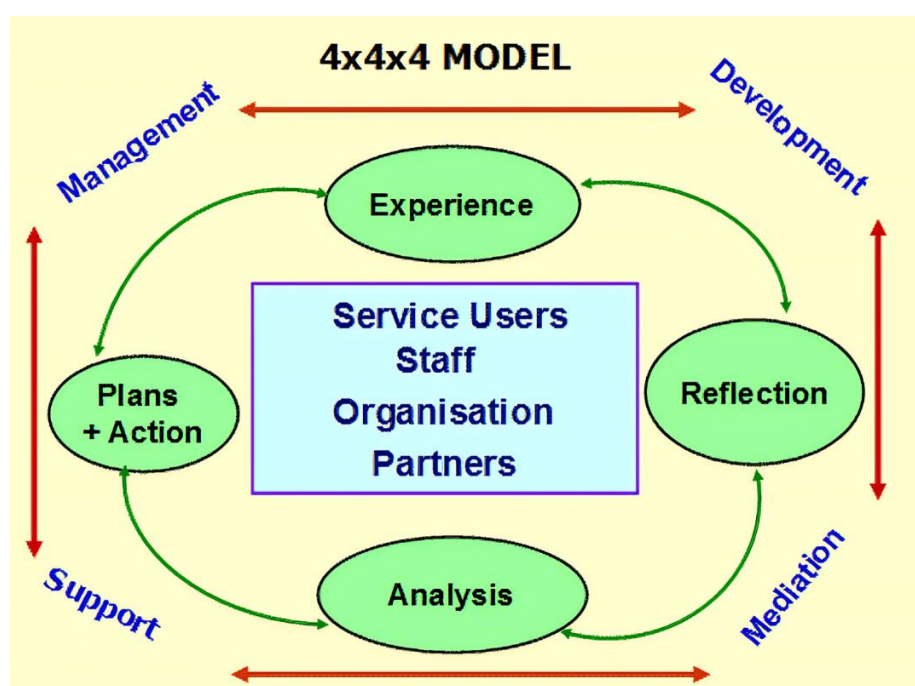 4x4x4 MODEL
Management
Development
Experience
Service Users
Staff
Organisation
Partners
Plans
+ Action
Reflection
Analysis
Support
Mediation